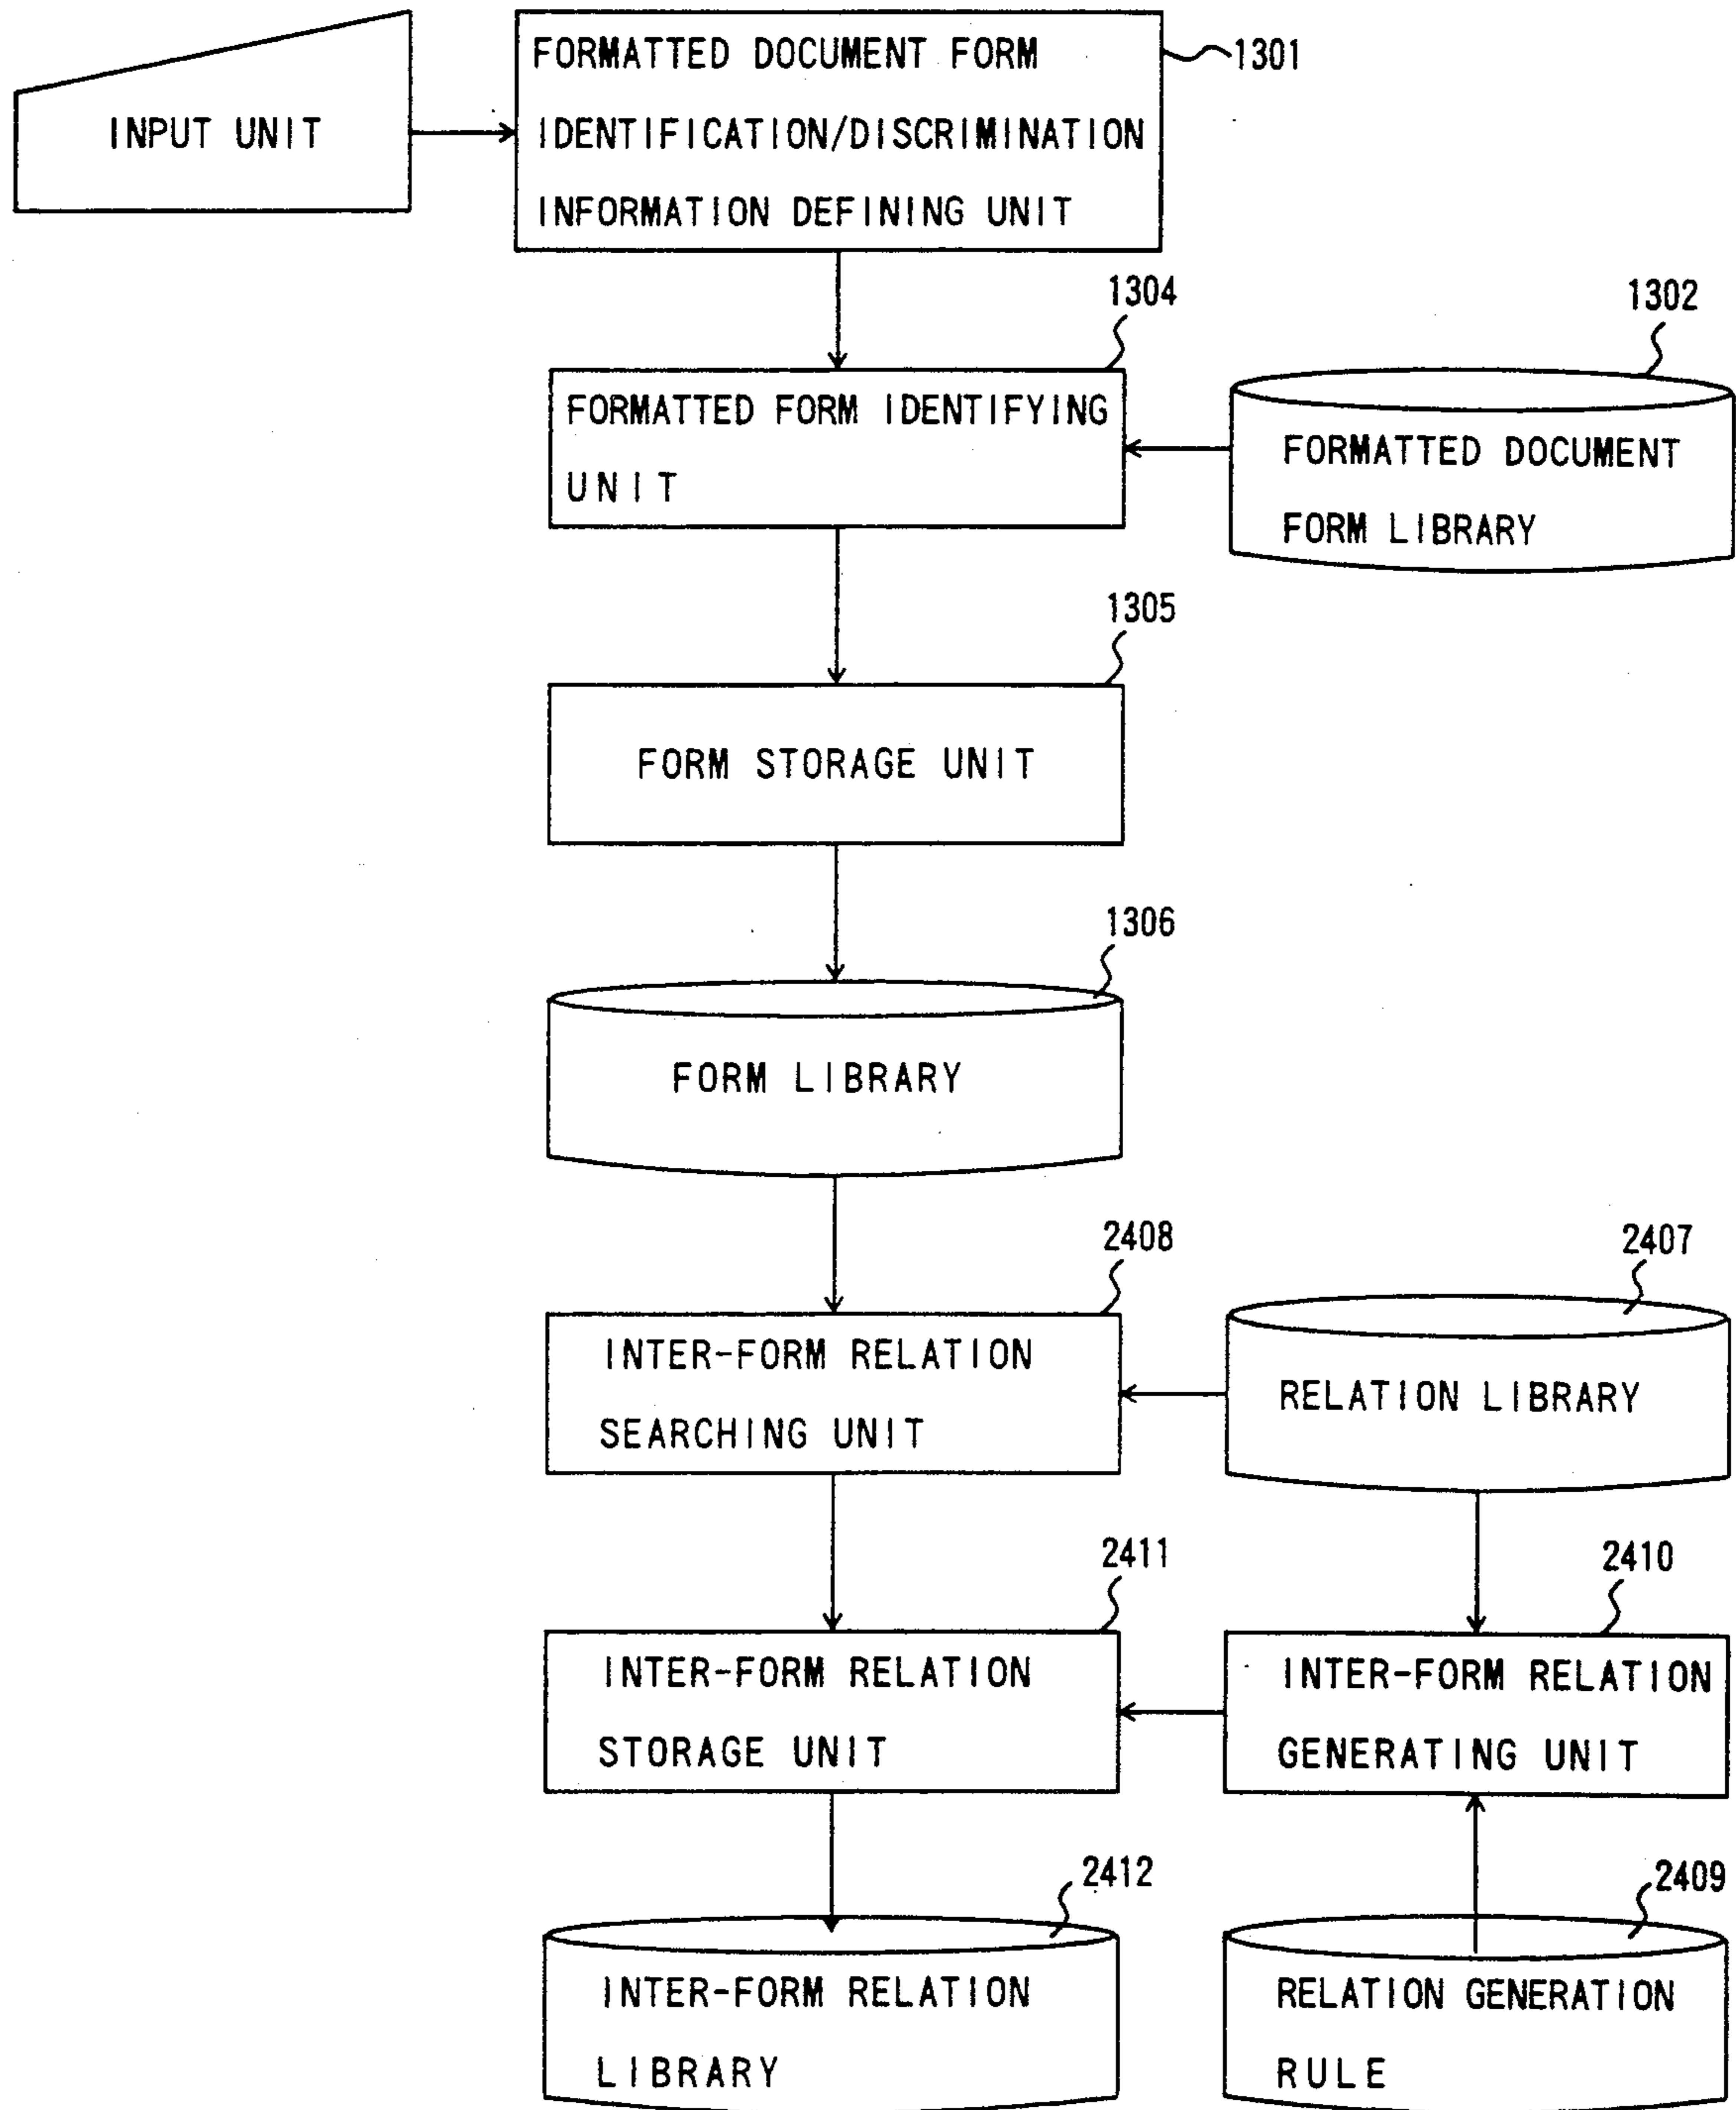 INPUT UNIT
FORMATTED DOCUMENT FORM
IDENTIFICATION/DISCRIMINATION
INFORMATION DEFINING UNIT
1301
1304
FORMATTED FORM IDENTIFYING
UNIT
1302
FORMATTED DOCUMENT
FORM LIBRARY
1305
FORM STORAGE UNIT
1306
FORM LIBRARY
2408
INTER-FORM RELATION
SEARCHING UNIT
2407
RELATION LIBRARY
2411
INTER-FORM RELATION
STORAGE UNIT
2410
INTER-FORM RELATION
GENERATING UNIT
2412
INTER-FORM RELATION
LIBRARY
2409
RELATION GENERATION
RULE